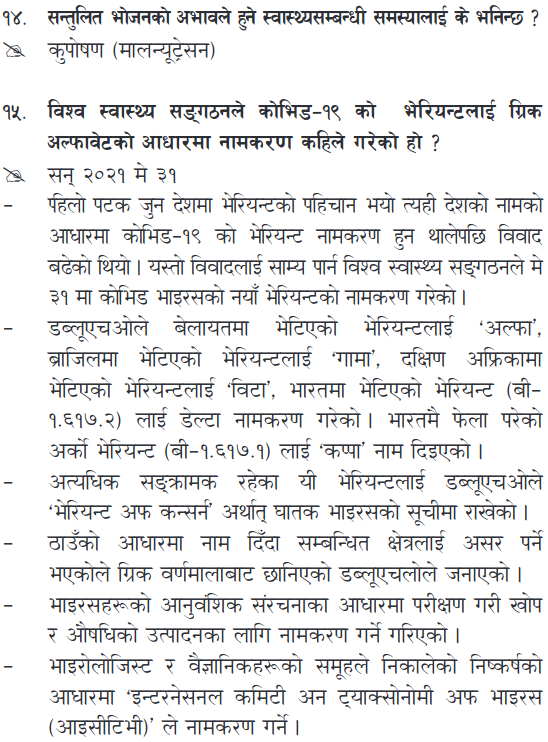 १४. सन्तुलित भोजनको अभावले हुने स्वास्थ्यसम्बन्धी समस्यालाई के भनिन्छ ?
कुपोषण (मालन्यूट्रेसन)
१५. विश्व स्वास्थ्य सङ्गठनले कोभिड–१९ को भेरियन्टलाई ग्रिक
अल्फावेटको आधारमा नामकरण कहिले गरेको हो ?
सन् २०२१ मे ३१
– पहिलो पटक जुन देशमा भेरियन्टको पहिचान भयो त्यही देशको नामको
आधारमा कोभिड–१९ को भेरियन्ट नामकरण हुन थालेपछि विवाद
बढेको थियो । यस्तो विवादलाई साम्य पार्न विश्व स्वास्थ्य सङ्गठनले मे
३१ मा कोभिड भाइरसको नयाँ भेरियन्टको नामकरण गरेको ।
– डब्लूएचओले बेलायतमा भेटिएको भेरियन्टलाई ‘अल्फा’,
ब्राजिलमा भेटिएको भेरियन्टलाई ‘गामा’, दक्षिण अफ्रिकामा
भेटिएको भेरियन्टलाई ‘विटा’, भारतमा भेटिएको भेरियन्ट (बी–
१.६१७.२) लाई डेल्टा नामकरण गरेको । भारतमै फेला परेको
अर्को भेरियन्ट (बी–१.६१७.१) लाई ‘कप्पा’ नाम दिइएको ।
– अत्यधिक सङ्क्रामक रहेका यी भेरियन्टलाई डब्लूएचओले
‘भेरियन्ट अफ कन्सर्न’ अर्थात् घातक भाइरसको सूचीमा राखेको ।
– ठाउँको आधारमा नाम दिँदा सम्बन्धित क्षेत्रलाई असर पर्ने
भएकोले ग्रिक वर्णमालाबाट छानिएको डब्लूएचलोले जनाएको ।
– भाइरसहरूको आनुवंशिक संरचनाका आधारमा परीक्षण गरी खोप
र औषधिको उत्पादनका लागि नामकरण गर्ने गरिएको ।
– भाइरोलोजिस्ट र वैज्ञानिकहरूको समूहले निकालेको निष्कर्षको
आधारमा ‘इन्टरनेसनल कमिटी अन ट्याक्सोनोमी अफ भाइरस
(आइसीटिभी)’ ले नामकरण गर्ने ।